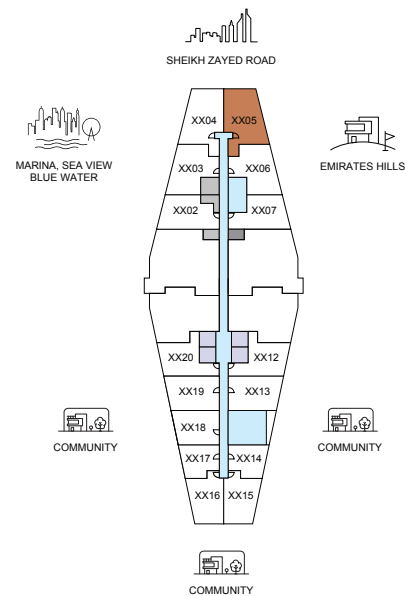 SHEIKH ZAYED ROAD
MARINA, SEA VIEW
BLUE WATER
EMIRATES HILLS
XX04
XX05
XX03
XX06
XX02
XX07
XX20
XX12
XX19
XX13
XX18
XX17
XX14
XX16
XX15
COMMUNITY
COMMUNITY
COMMUNITY